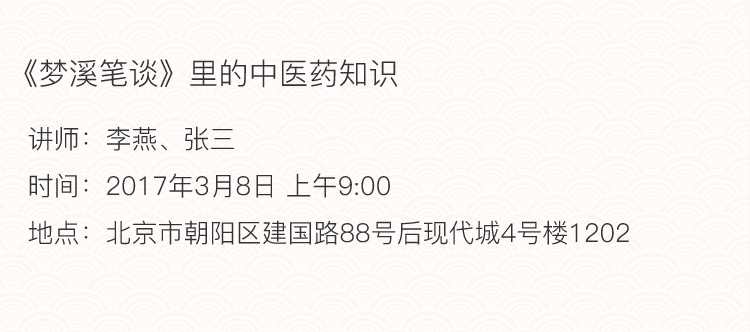 《梦溪笔谈》里的中医药知识
讲师：李燕、张三
时间：2017年3月8日 上午9:00
地点：北京市朝阳区建国路88号后现代城4号楼1202